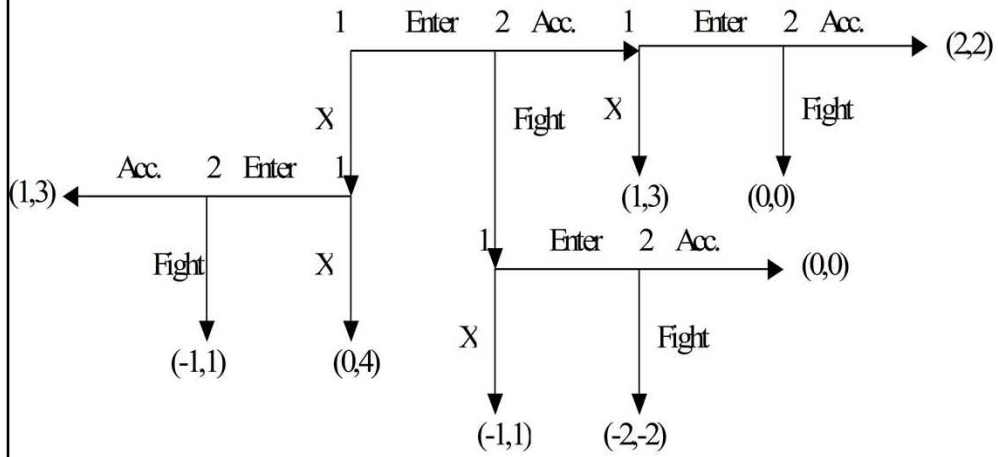 1 Enter 2 Acc. 1 Enter 2 Acc. (2,2)
X Fight X Fight
Acc. 2 Enter 1
(1,3) (1,3) (0,0)
1 Enter 2 Acc. (0,0)
Fight X
X Fight
(-1,1) (0,4)
(-1,1) (-2,-2)